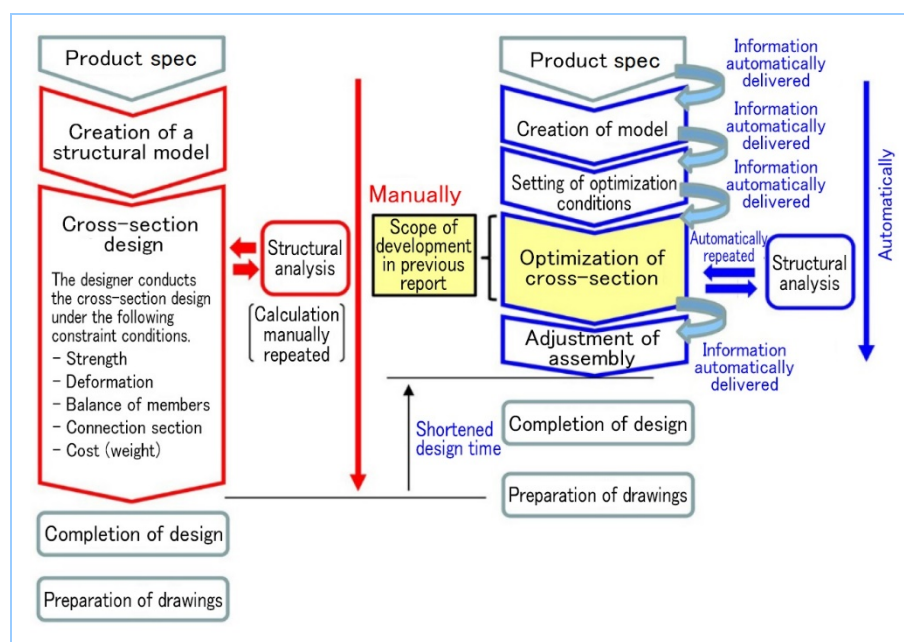 Product spec
Creation of a
structural model
Cross-section
design
The designer conducts
the cross-section design
under the following
constraint conditions.
- Strength
- Deformation
- Balance of members
- Connection section
- Cost (weight)
Structural
analysis
Calculation
manually
repeated
Completion of design
Preparation of drawings
Manually
Shortened
design time
Scope of
development
in previous
report
Product spec
Information
automatically
delivered
Creation of model
Information
automatically
delivered
Setting of optimization
conditions
Information
automatically
delivered
Optimization of
cross-section
Automatically
repeated
Structural
analysis
Adjustment of
assembly
Information
automatically
delivered
Completion of design
Preparation of drawings
Automatically